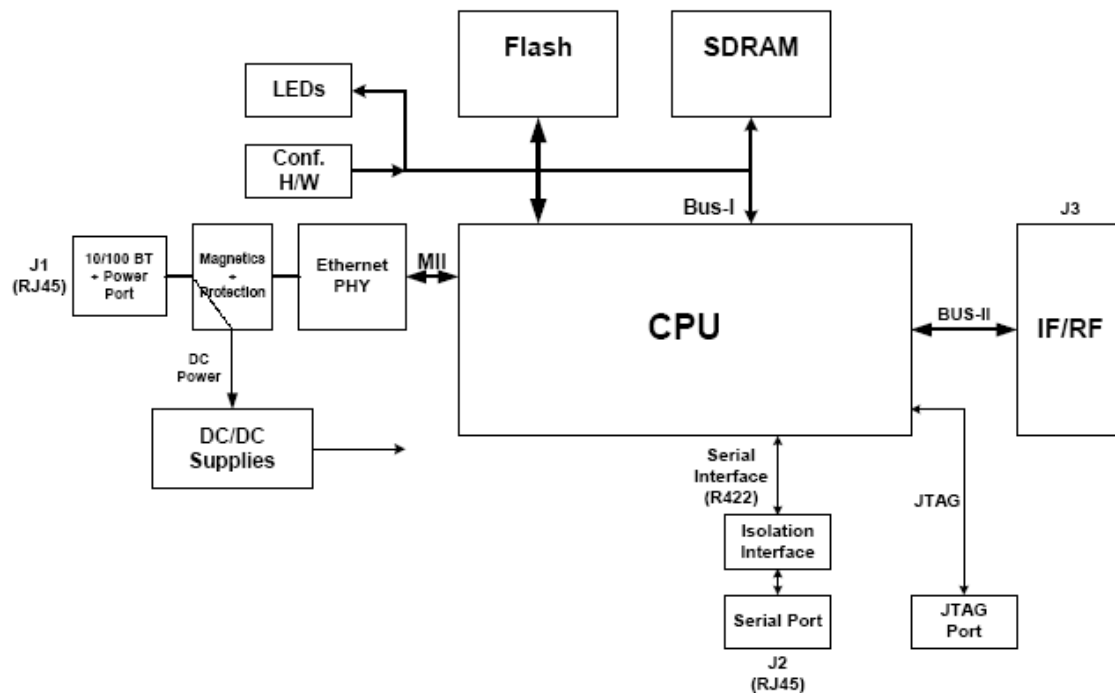 Flash
SDRAM
LEDs
Conf.
H/W
Bus-I
J3
J1
(RJ45)
10/100 BT
+ Power
Port
Magnetics
+
Protection
Ethernet
PHY
MII
CPU
BUS-II
IF/RF
DC
Power
DC/DC
Supplies
Serial
Interface
(R422)
JTAG
Isolation
Interface
Serial Port
JTAG
Port
J2
(RJ45)